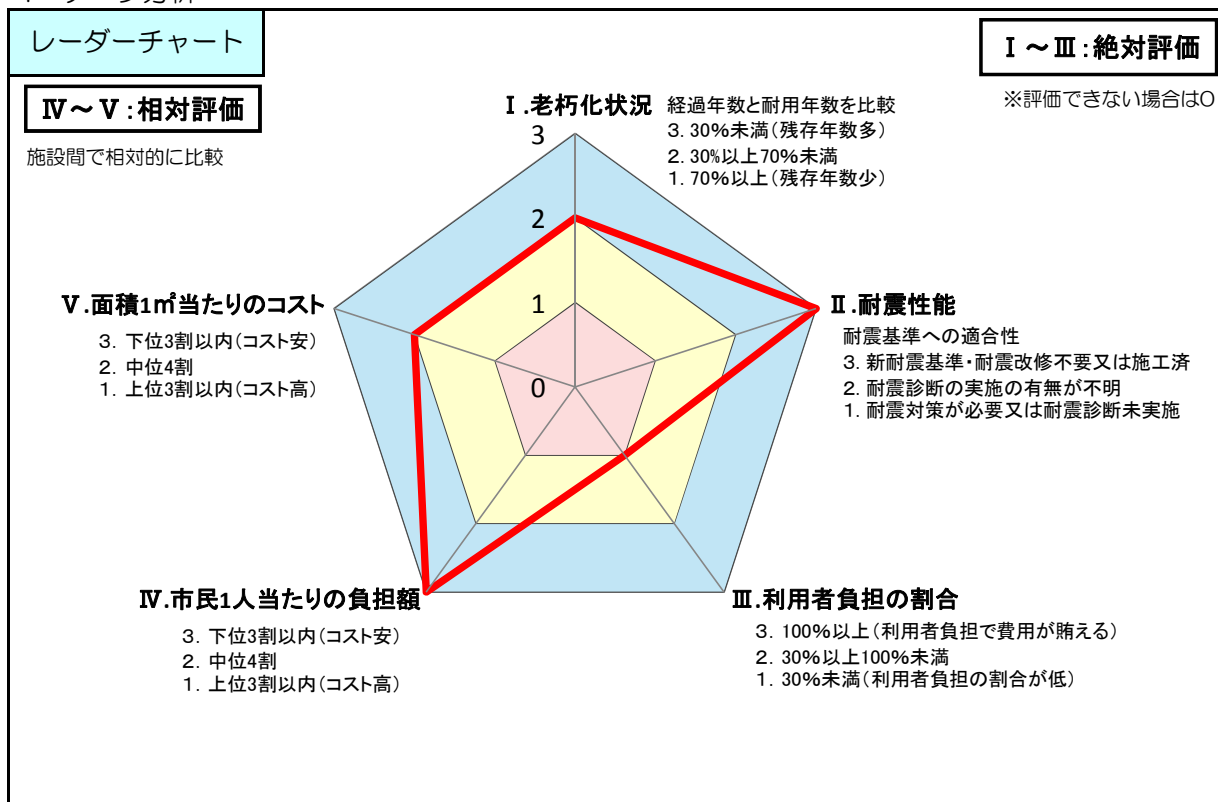 レーダーチャート
Ⅰ～Ⅲ:絶対評価
※評価できない場合は0
Ⅳ～Ⅴ:相対評価
施設間で相対的に比較
Ⅰ.老朽化状況
経過年数と耐用年数を比較
3. 30%未満(残存年数多)
2. 30%以上70%未満
1. 70%以上(残存年数少)
3
2
1
0
Ⅴ.面積1㎡当たりのコスト
3. 下位3割以内(コスト安)
2. 中位4割
1. 上位3割以内(コスト高)
Ⅱ.耐震性能
耐震基準への適合性
3. 新耐震基準・耐震改修不要又は施工済
2. 耐震診断の実施の有無が不明
1. 耐震対策が必要又は耐震診断未実施
Ⅳ.市民1人当たりの負担額
3. 下位3割以内(コスト安)
2. 中位4割
1. 上位3割以内(コスト高)
Ⅲ.利用者負担の割合
3. 100%以上(利用者負担で費用が賄える)
2. 30%以上100%未満
1. 30%未満(利用者負担の割合が低)